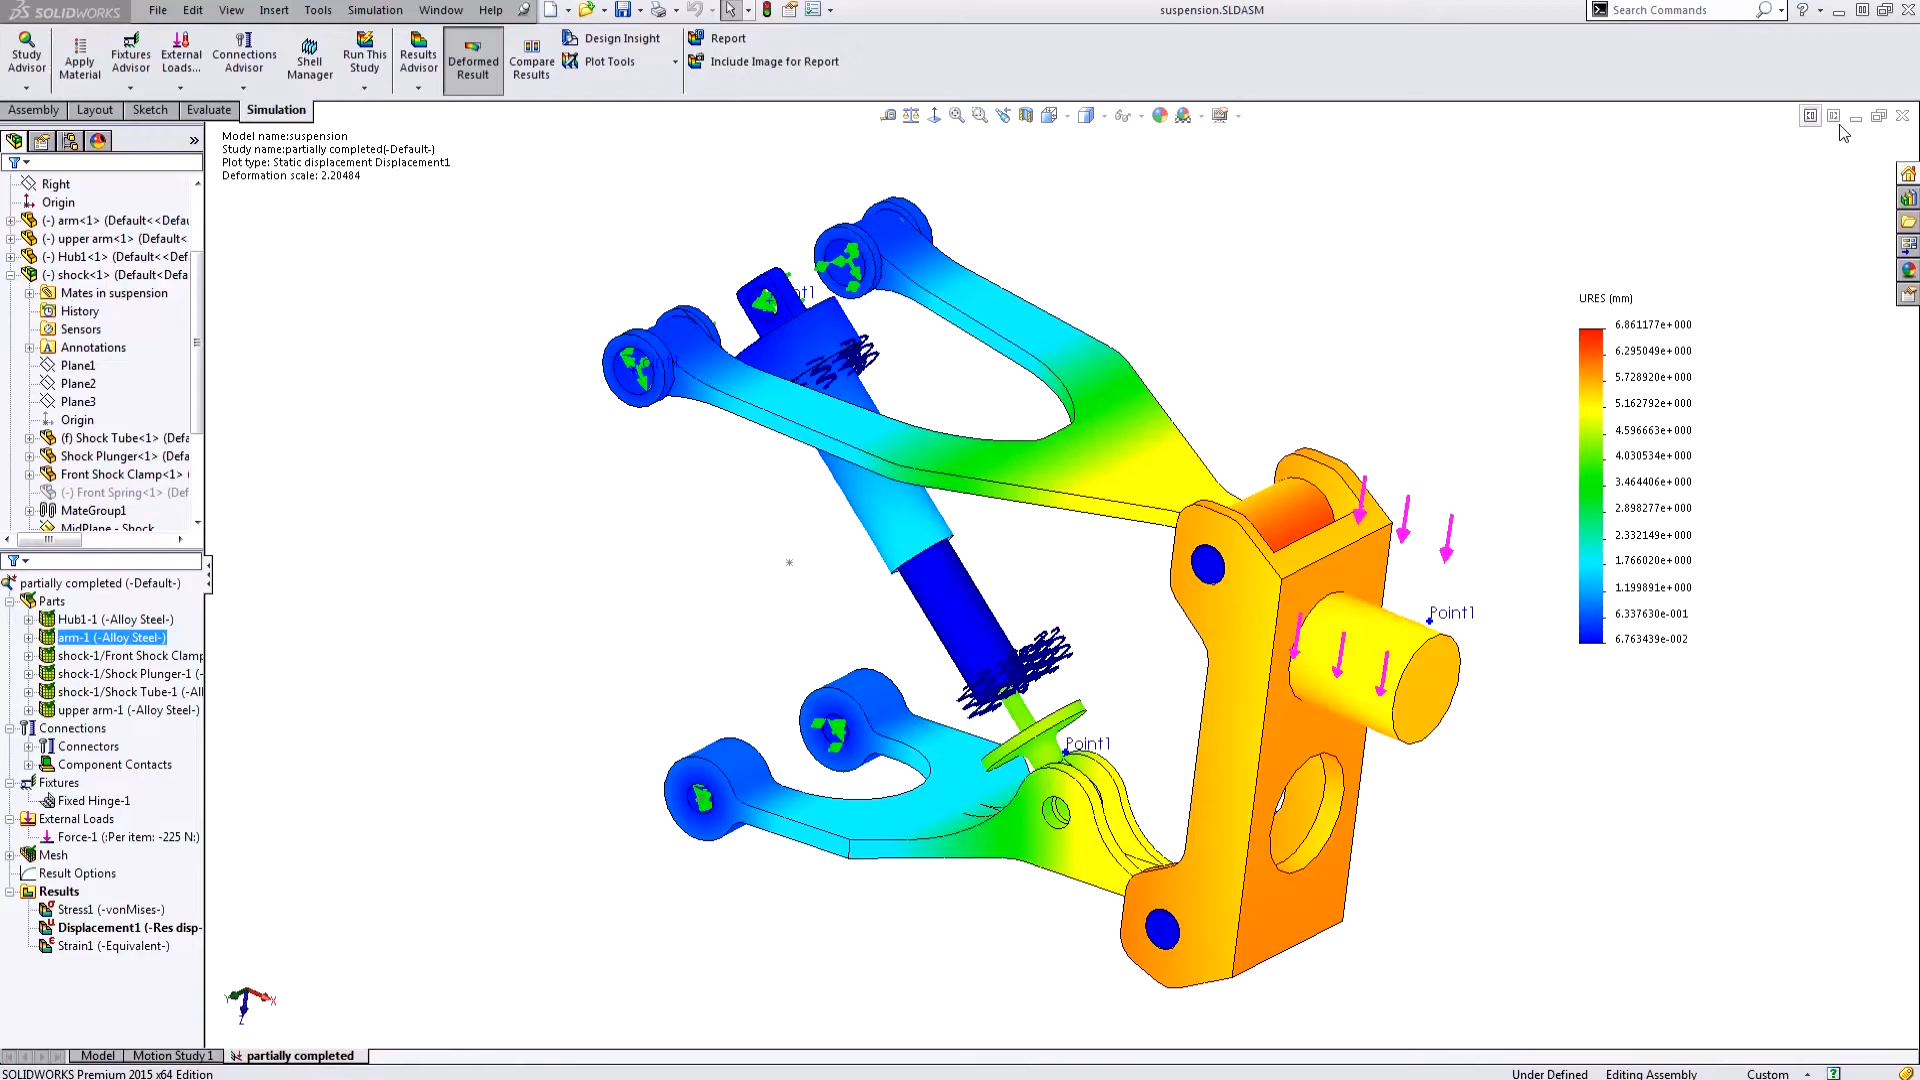 SOLIDWORKS
File Edit View Insert Tools Simulation Window Help
suspension.SLDASM
Search Commands
Study Advisor
Apply Material
Fixtures Advisor
External Loads...
Connections Advisor
Shell Manager
Run This Study
Results Advisor
Deformed Result
Compare Results
Design Insight
Plot Tools
Report
Include Image for Report
Assembly Layout Sketch Evaluate Simulation
Model name:suspension
Study name:partially completed(-Default-)
Plot type: Static displacement Displacement1
Deformation scale: 2.20484
Right
Origin
(-) arm<1> (Default<<Defau
(-) upper arm<1> (Default<
(-) Hub1<1> (Default<<Def
(-) shock<1> (Default<Defa
Mates in suspension
History
Sensors
Annotations
Plane1
Plane2
Plane3
Origin
(f) Shock Tube<1> (Defa
Shock Plunger<1> (Defa
Front Shock Clamp<1>
(-) Front Spring<1> (Def
MateGroup1
MidPlane - Shock
partially completed (-Default-)
Parts
Hub1-1 (-Alloy Steel-)
arm-1 (-Alloy Steel-)
shock-1/Front Shock Clamp
shock-1/Shock Plunger-1 (-
shock-1/Shock Tube-1 (-All
upper arm-1 (-Alloy Steel-)
Connections
Connectors
Component Contacts
Fixtures
Fixed Hinge-1
External Loads
Force-1 (:Per item: -225 N:)
Mesh
Result Options
Results
Stress1 (-vonMises-)
Displacement1 (-Res disp-
Strain1 (-Equivalent-)
Point1
Point1
URES (mm)
6.861177e+000
6.295049e+000
5.728920e+000
5.162792e+000
4.596663e+000
4.030534e+000
3.464406e+000
2.898277e+000
2.332149e+000
1.766020e+000
1.199891e+000
6.337630e-001
6.763439e-002
Y X
Z
Model Motion Study 1 partially completed
SOLIDWORKS Premium 2015 x64 Edition
Under Defined Editing Assembly Custom